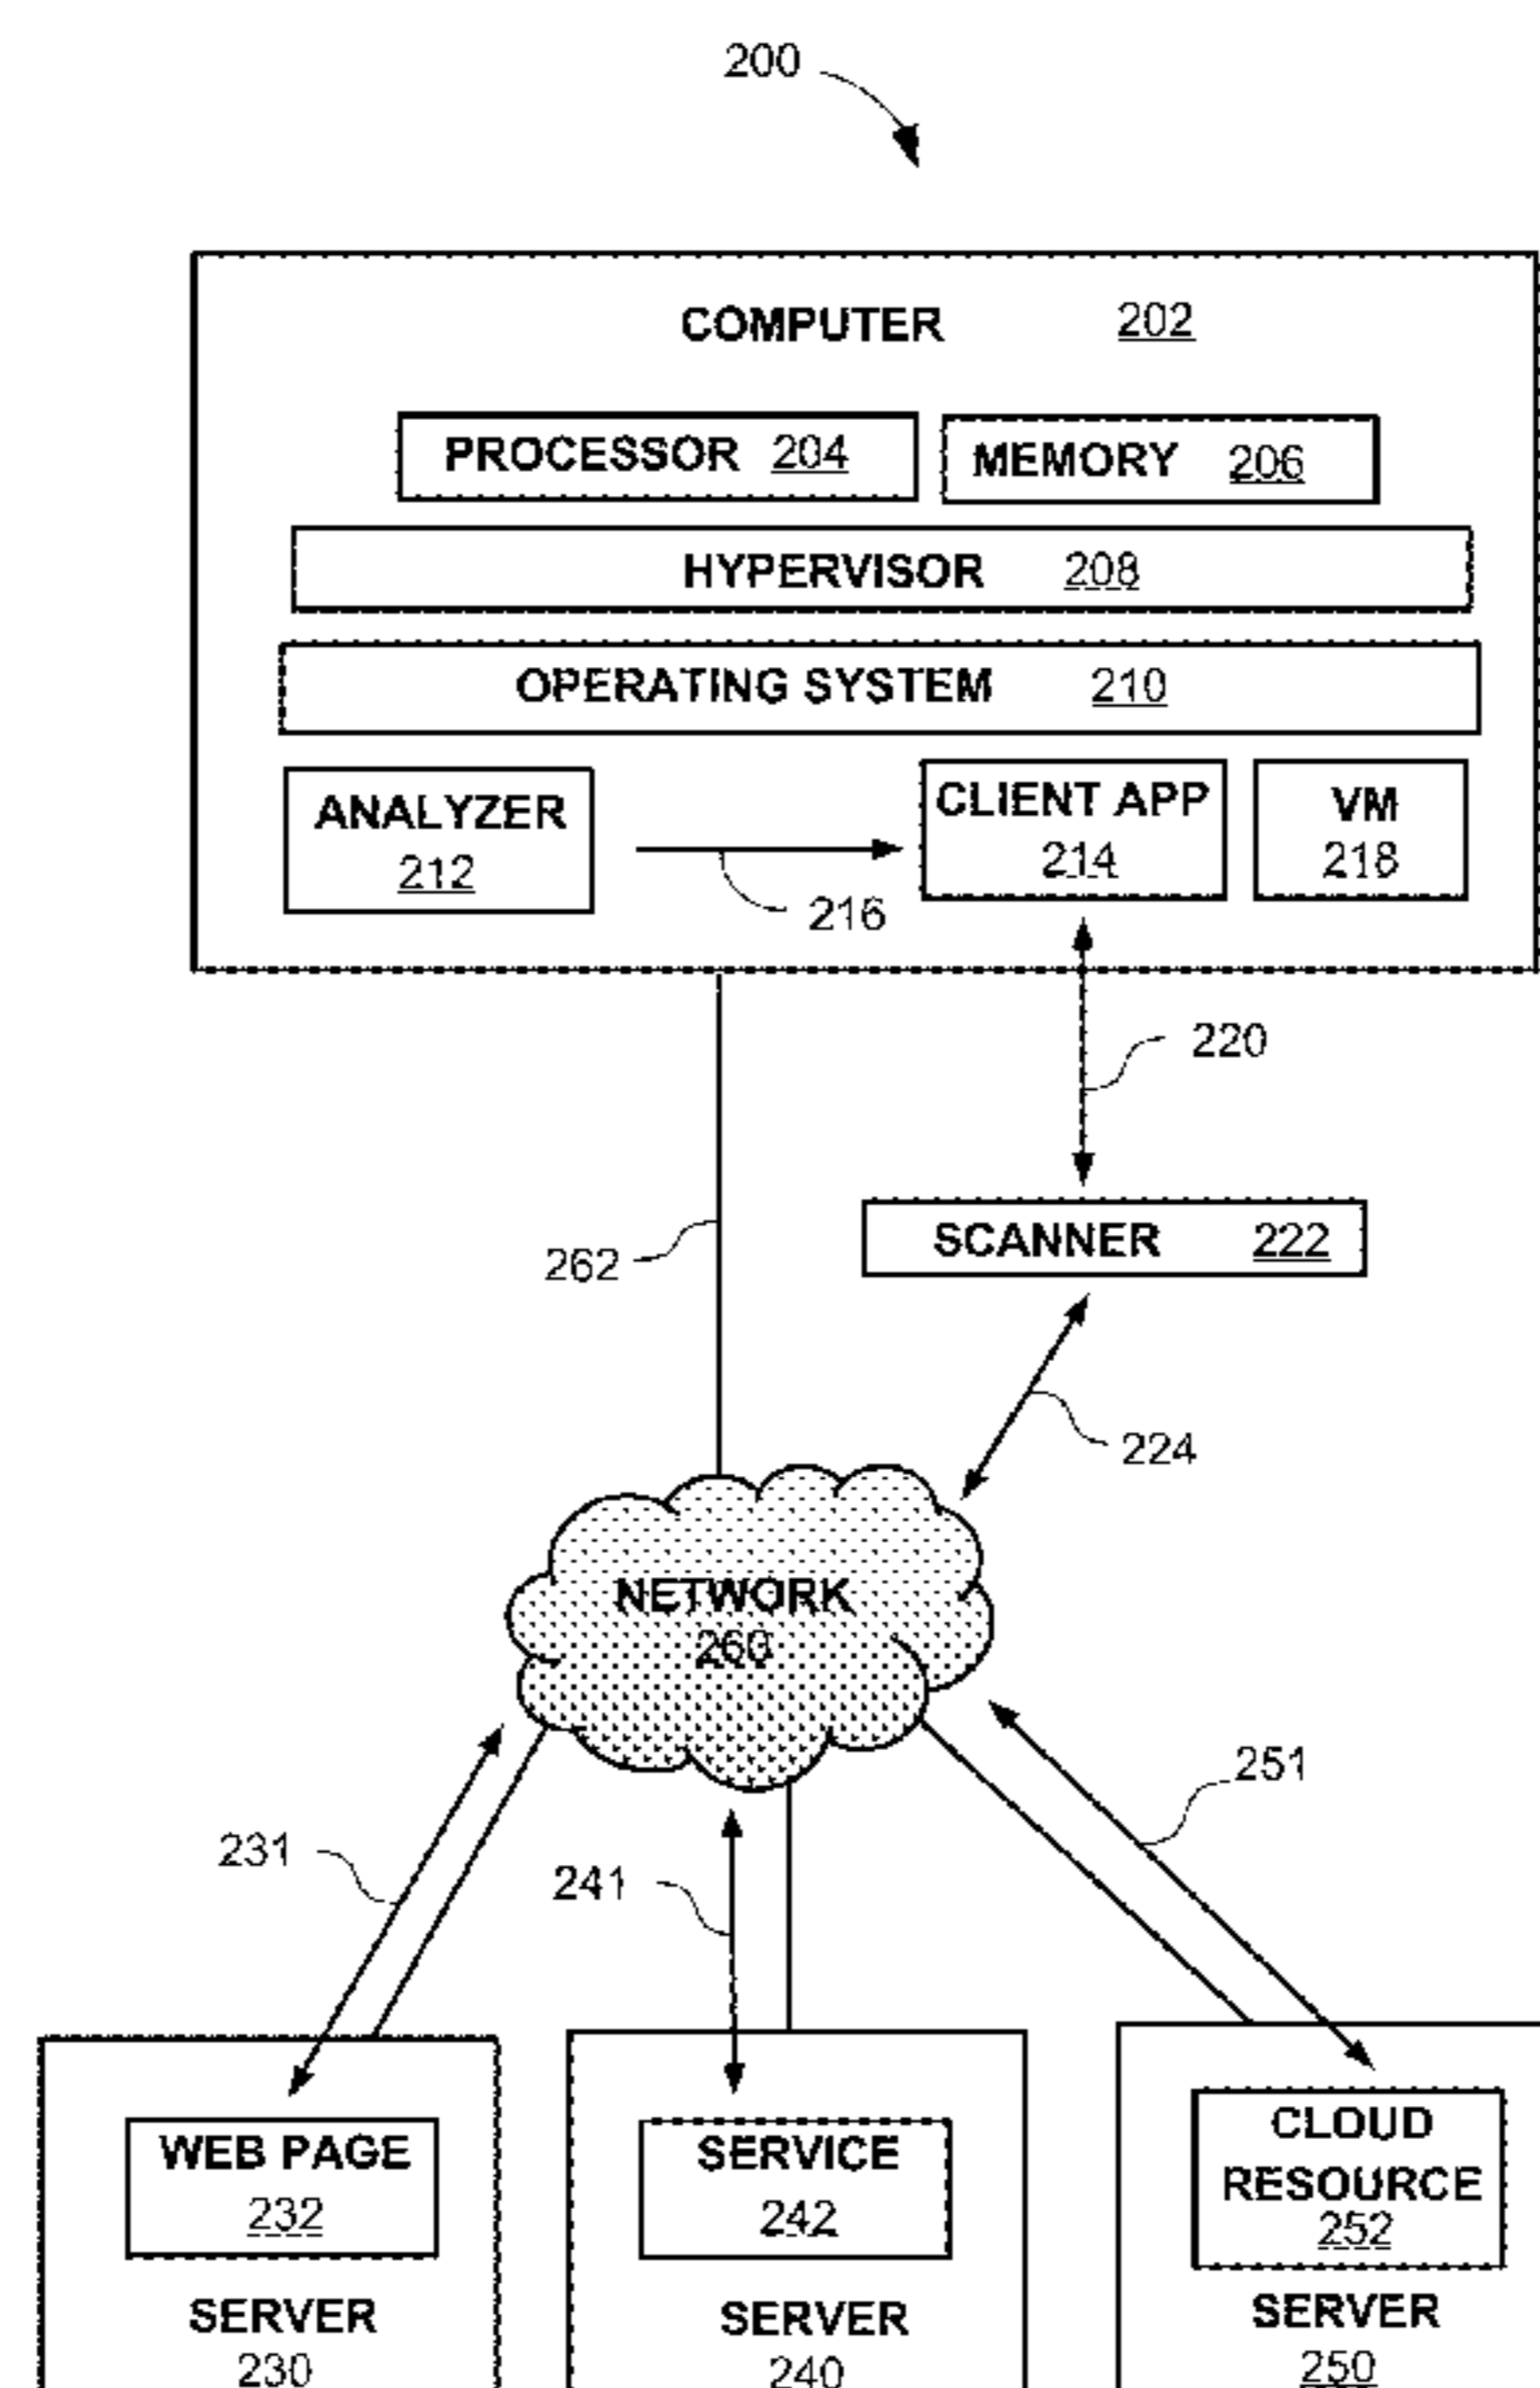 200
COMPUTER 202
PROCESSOR 204
MEMORY 206
HYPERVISOR 208
OPERATING SYSTEM 210
ANALYZER
212
CLIENT APP
214
VM
218
216
220
SCANNER 222
262
224
NETWORK
260
251
231
241
WEB PAGE
232
SERVER
230
SERVICE
242
SERVER
240
CLOUD
RESOURCE
252
SERVER
250